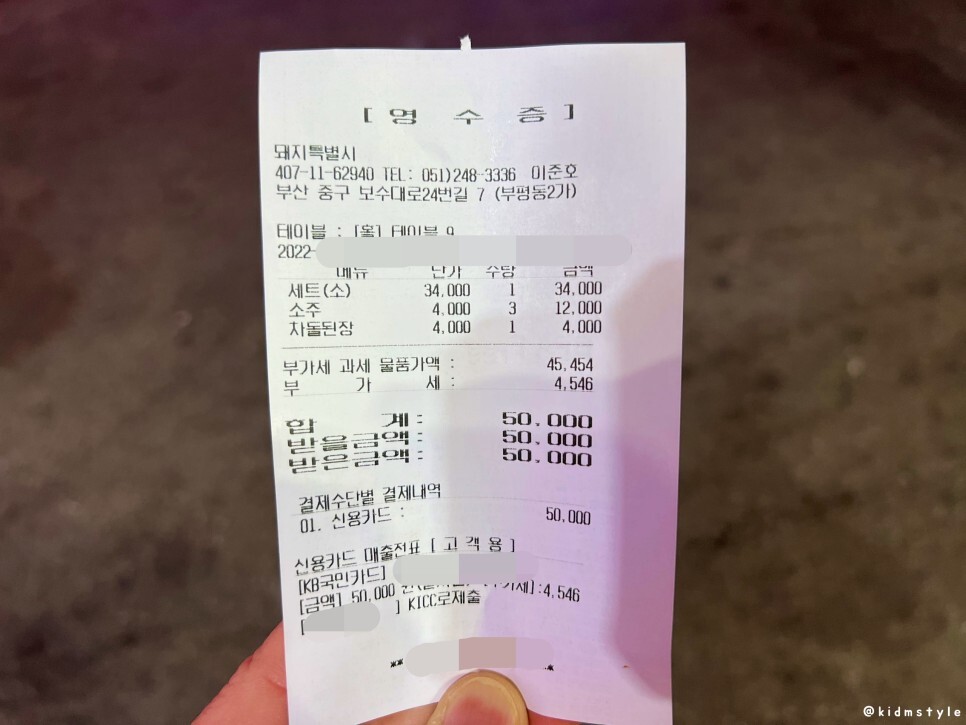 [ 영 수 증 ]
돼지특별시
407-11-62940 TEL: 051)248-3336 이준호
부산 중구 보수대로24번길 7 (부평동2가)
테이블 : [홀] 테이블 9
2022-
메뉴 단가 수량 금액
세트(소) 34,000 1 34,000
소주 4,000 3 12,000
차돌된장 4,000 1 4,000
부가세 과세 물품가액 : 45,454
부 가 세 : 4,546
합 계 : 50,000
받을금액 : 50,000
받은금액 : 50,000
결제수단별 결제내역
01. 신용카드 : 50,000
신용카드 매출전표 [ 고 객 용 ]
[KB국민카드]
[금액] 50,000 원 :4,546
[ ] KICC로제출
**
@kidmstyle